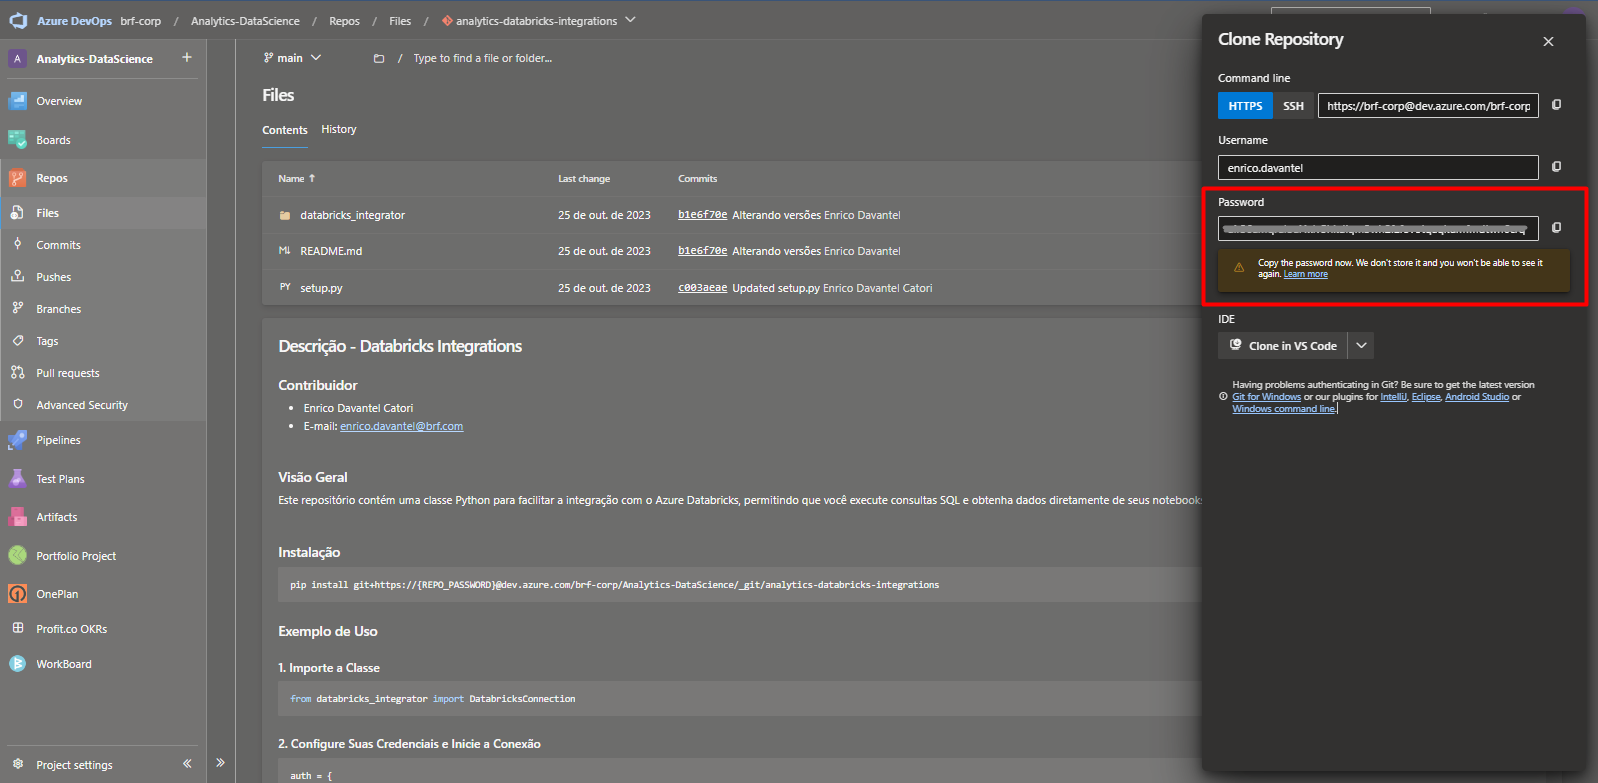 Azure DevOps brf-corp / Analytics-DataScience / Repos / Files / analytics-databricks-integrations
A Analytics-DataScience +
Overview
Boards
Repos
Files
Commits
Pushes
Branches
Tags
Pull requests
Advanced Security
Pipelines
Test Plans
Artifacts
Portfolio Project
OnePlan
Profit.co OKRs
WorkBoard
Project settings
main / Type to find a file or folder...
Files
Contents History
Name ↑ Last change Commits
databricks_integrator 25 de out. de 2023 b1e6f70e Alterando versões Enrico Davantel
M↓ README.md 25 de out. de 2023 b1e6f70e Alterando versões Enrico Davantel
PY setup.py 25 de out. de 2023 c003aeae Updated setup.py Enrico Davantel Catori
Descrição - Databricks Integrations
Contribuidor
• Enrico Davantel Catori
• E-mail: enrico.davantel@brf.com
Visão Geral
Este repositório contém uma classe Python para facilitar a integração com o Azure Databricks, permitindo que você execute consultas SQL e obtenha dados diretamente de seus notebooks
Instalação
pip install git+https://{REPO_PASSWORD}@dev.azure.com/brf-corp/Analytics-DataScience/_git/analytics-databricks-integrations
Exemplo de Uso
1. Importe a Classe
from databricks_integrator import DatabricksConnection
2. Configure Suas Credenciais e Inicie a Conexão
auth = {
Clone Repository
Command line
HTTPS SSH https://brf-corp@dev.azure.com/brf-corp
Username
enrico.davantel
Password
Copy the password now. We don't store it and you won't be able to see it
again. Learn more
IDE
Clone in VS Code
Having problems authenticating in Git? Be sure to get the latest version
Git for Windows or our plugins for IntelliJ, Eclipse, Android Studio or
Windows command line.